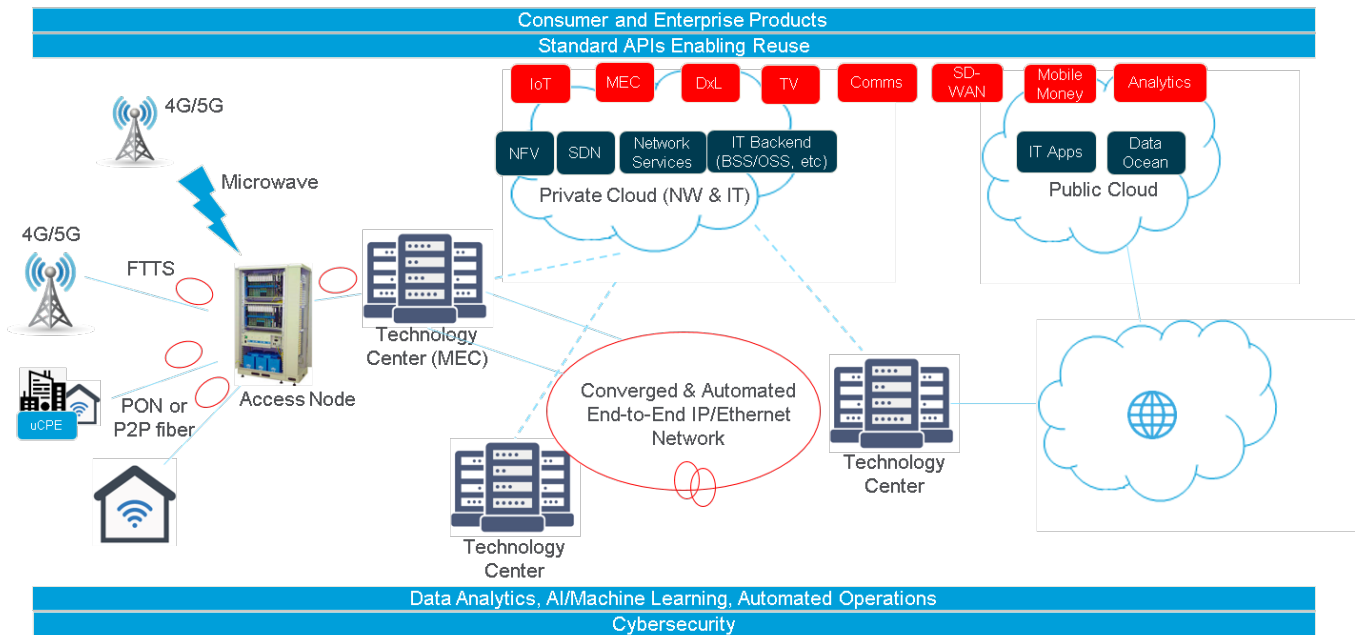 Consumer and Enterprise Products
Standard APIs Enabling Reuse
IoT
MEC
DxL
TV
Comms
SD-
WAN
Mobile
Money
Analytics
NFV
SDN
Network
Services
IT Backend
(BSS/OSS, etc)
IT Apps
Data
Ocean
Private Cloud (NW & IT)
Public Cloud
4G/5G
Microwave
4G/5G
FTTS
Technology
Center (MEC)
Access Node
PON or
P2P fiber
uCPE
Converged & Automated
End-to-End IP/Ethernet
Network
Technology
Center
Technology
Center
Data Analytics, AI/Machine Learning, Automated Operations
Cybersecurity